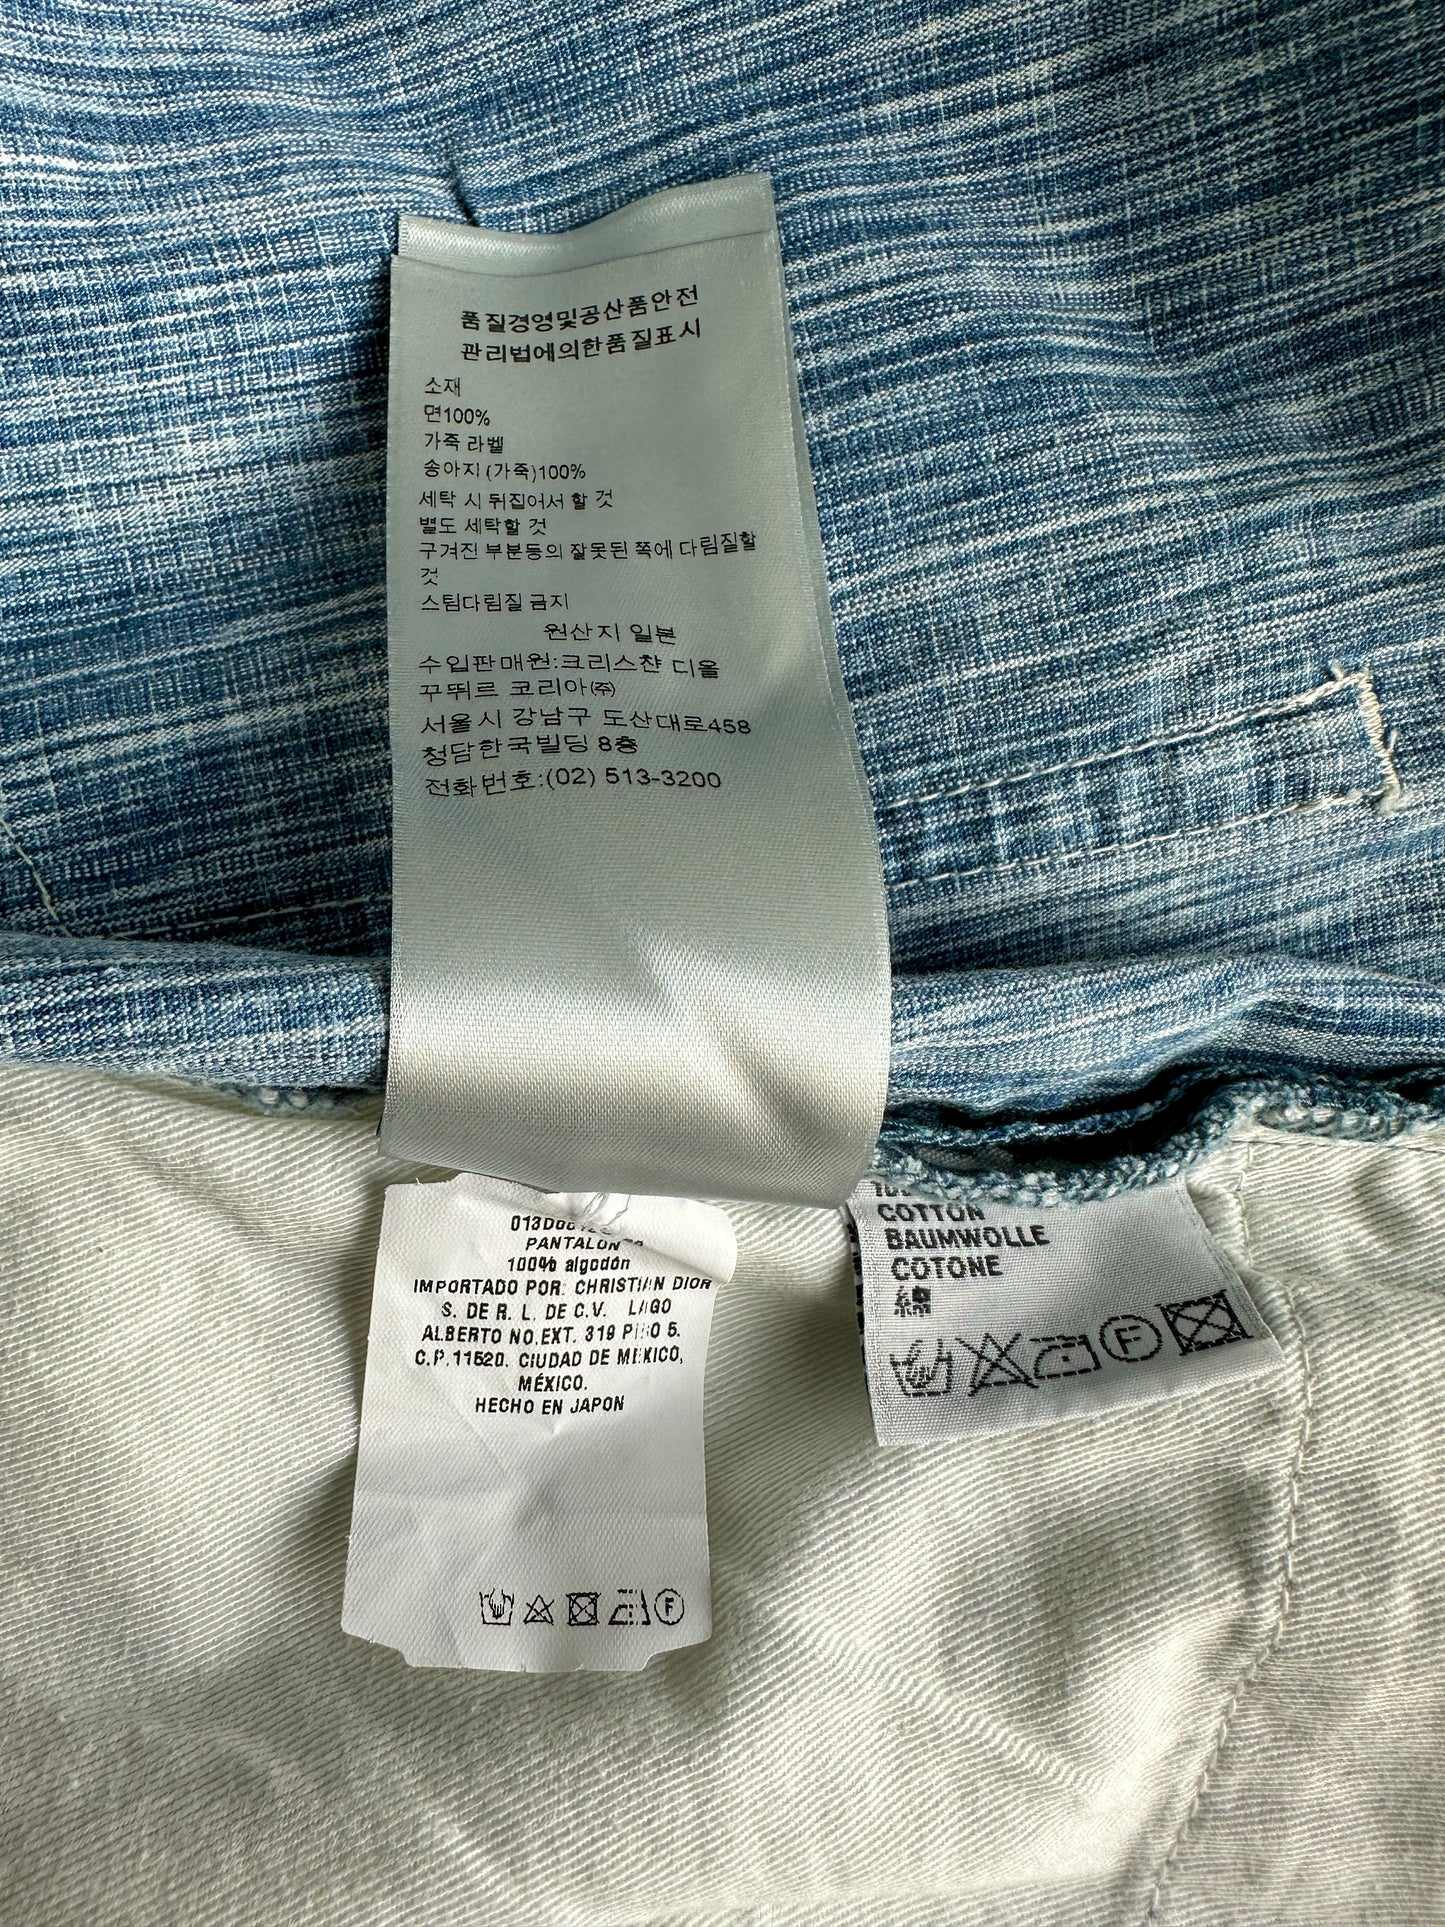 품질경영및공산품안전
관리법에의한품질표시
소재
면100%
가죽 라벨
송아지(가죽)100%
세탁 시 뒤집어서 할 것
별도 세탁할 것
구겨진 부분등의 잘못된 쪽에 다림질할
것
스팀다림질 금지
원산지 일본
수입판매원:크리스챤 디올
꾸뛰르 코리아㈜
서울시 강남구 도산대로458
청담한국빌딩 8층
전화번호:(02) 513-3200
PANTALON
100% algodón
IMPORTADO POR: CHRISTIAN DIOR
S. DE R. L. DE C.V. LAGO
ALBERTO NO.EXT. 319 PISO 5.
C.P.11520. CIUDAD DE MEXICO,
MÉXICO.
HECHO EN JAPON
F
COTTON
BAUMWOLLE
COTONE
綿
F